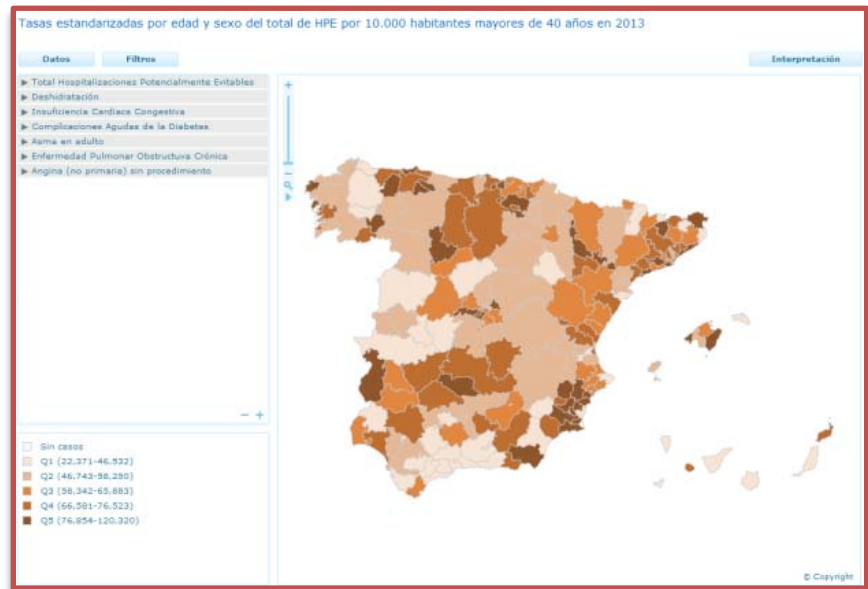 Tasas estandarizadas por edad y sexo del total de HPE por 10.000 habitantes mayores de 40 años en 2013
Datos
Filtros
Interpretación
Total Hospitalizaciones Potencialmente Evitables
Deshidratación
Insuficiencia Cardiaca Congestiva
Complicaciones Agudas de la Diabetes
Asma en adulto
Enfermedad Pulmonar Obstructuva Crónica
Angina (no primaria) sin procedimiento
Sin casos
Q1 (22,371-46,532)
Q2 (46,743-58,290)
Q3 (58,342-65,883)
Q4 (66,581-76,523)
Q5 (76,854-120,320)
© Copyright